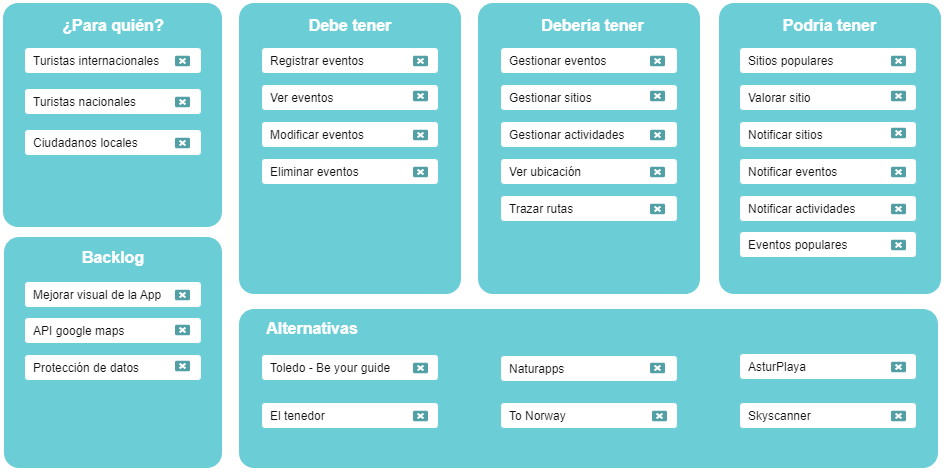 ¿Para quién?
Turistas internacionales
Turistas nacionales
Ciudadanos locales
Debe tener
Registrar eventos
Ver eventos
Modificar eventos
Eliminar eventos
Debería tener
Gestionar eventos
Gestionar sitios
Gestionar actividades
Ver ubicación
Trazar rutas
Podría tener
Sitios populares
Valorar sitio
Notificar sitios
Notificar eventos
Notificar actividades
Eventos populares
Backlog
Mejorar visual de la App
API google maps
Protección de datos
Alternativas
Toledo - Be your guide
Naturapps
AsturPlaya
El tenedor
To Norway
Skyscanner